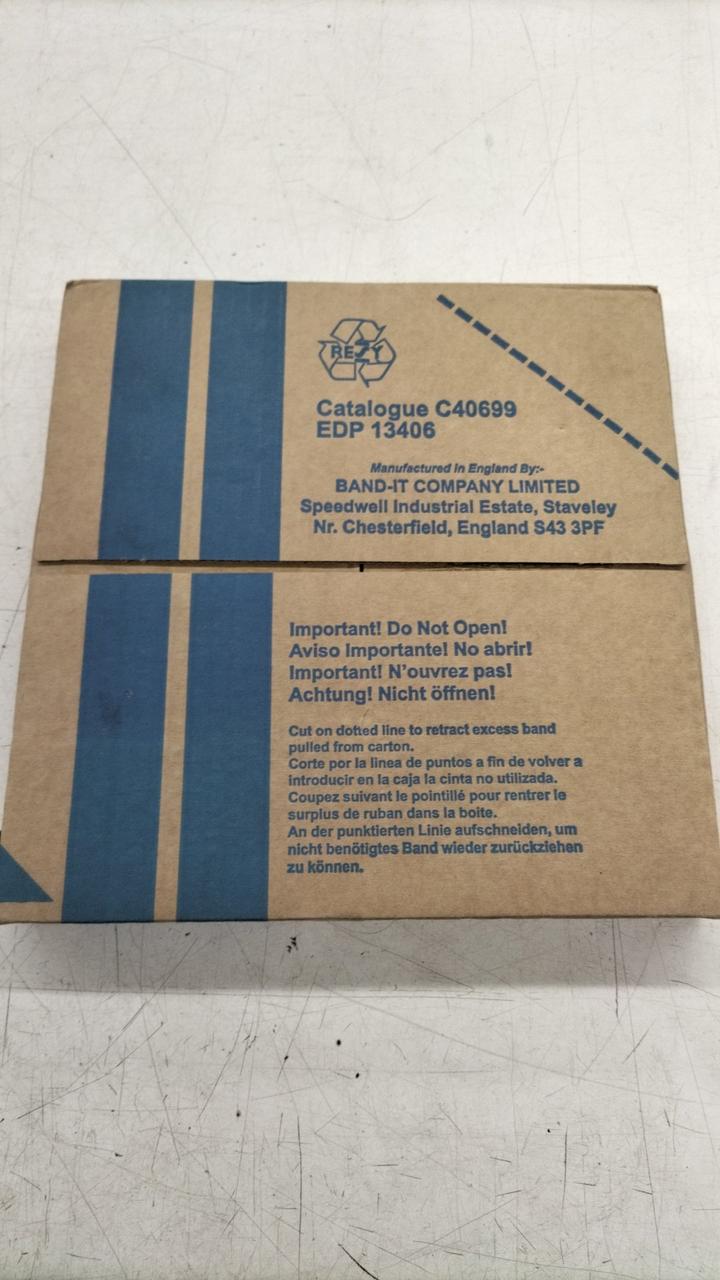 RESY
Catalogue C40699
EDP 13406
Manufactured in England By:-
BAND-IT COMPANY LIMITED
Speedwell Industrial Estate, Staveley
Nr. Chesterfield, England S43 3PF
Important! Do Not Open!
Aviso Importante! No abrir!
Important! N'ouvrez pas!
Achtung! Nicht öffnen!
Cut on dotted line to retract excess band
pulled from carton.
Corte por la linea de puntos a fin de volver a
introducir en la caja la cinta no utilizada.
Coupez suivant le pointillé pour rentrer le
surplus de ruban dans la boite.
An der punktierten Linie aufschneiden, um
nicht benötigtes Band wieder zurückziehen
zu können.